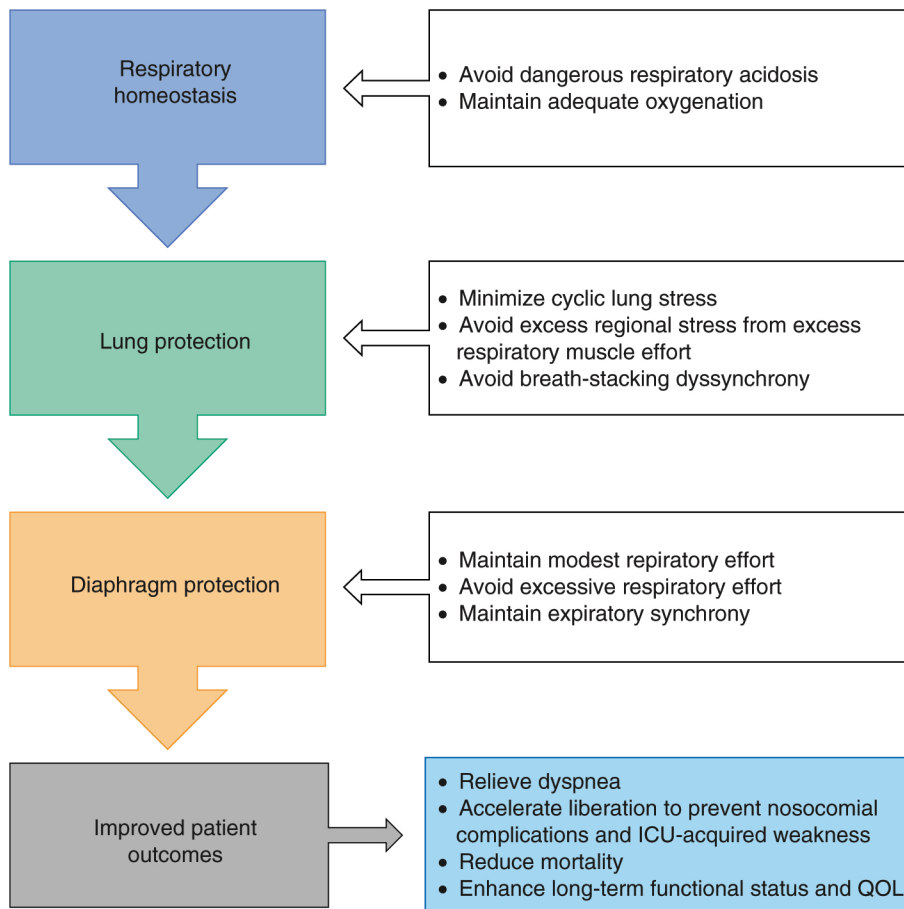 Respiratory
homeostasis
• Avoid dangerous respiratory acidosis
• Maintain adequate oxygenation
Lung protection
• Minimize cyclic lung stress
• Avoid excess regional stress from excess
respiratory muscle effort
• Avoid breath-stacking dyssynchrony
Diaphragm protection
• Maintain modest repiratory effort
• Avoid excessive respiratory effort
• Maintain expiratory synchrony
Improved patient
outcomes
• Relieve dyspnea
• Accelerate liberation to prevent nosocomial
complications and ICU-acquired weakness
• Reduce mortality
• Enhance long-term functional status and QOL